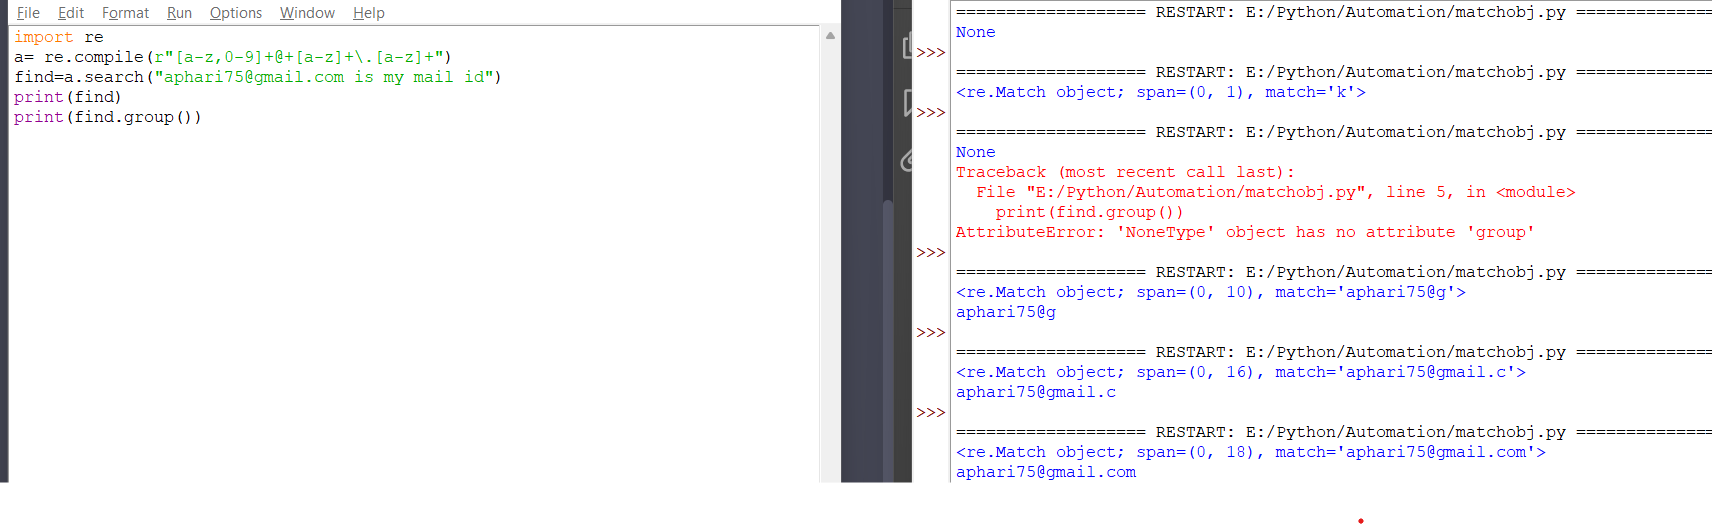 File Edit Format Run Options Window Help
import re
a= re.compile(r"[a-z,0-9]+@+[a-z]+\.[a-z]+")
find=a.search("aphari75@gmail.com is my mail id")
print(find)
print(find.group())
=================== RESTART: E:/Python/Automation/matchobj.py ==============
None
>>>
=================== RESTART: E:/Python/Automation/matchobj.py ==============
<re.Match object; span=(0, 1), match='k'>
>>>
=================== RESTART: E:/Python/Automation/matchobj.py ==============
None
Traceback (most recent call last):
  File "E:/Python/Automation/matchobj.py", line 5, in <module>
    print(find.group())
AttributeError: 'NoneType' object has no attribute 'group'
>>>
=================== RESTART: E:/Python/Automation/matchobj.py ==============
<re.Match object; span=(0, 10), match='aphari75@g'>
aphari75@g
>>>
=================== RESTART: E:/Python/Automation/matchobj.py ==============
<re.Match object; span=(0, 16), match='aphari75@gmail.c'>
aphari75@gmail.c
>>>
=================== RESTART: E:/Python/Automation/matchobj.py ==============
<re.Match object; span=(0, 18), match='aphari75@gmail.com'>
aphari75@gmail.com